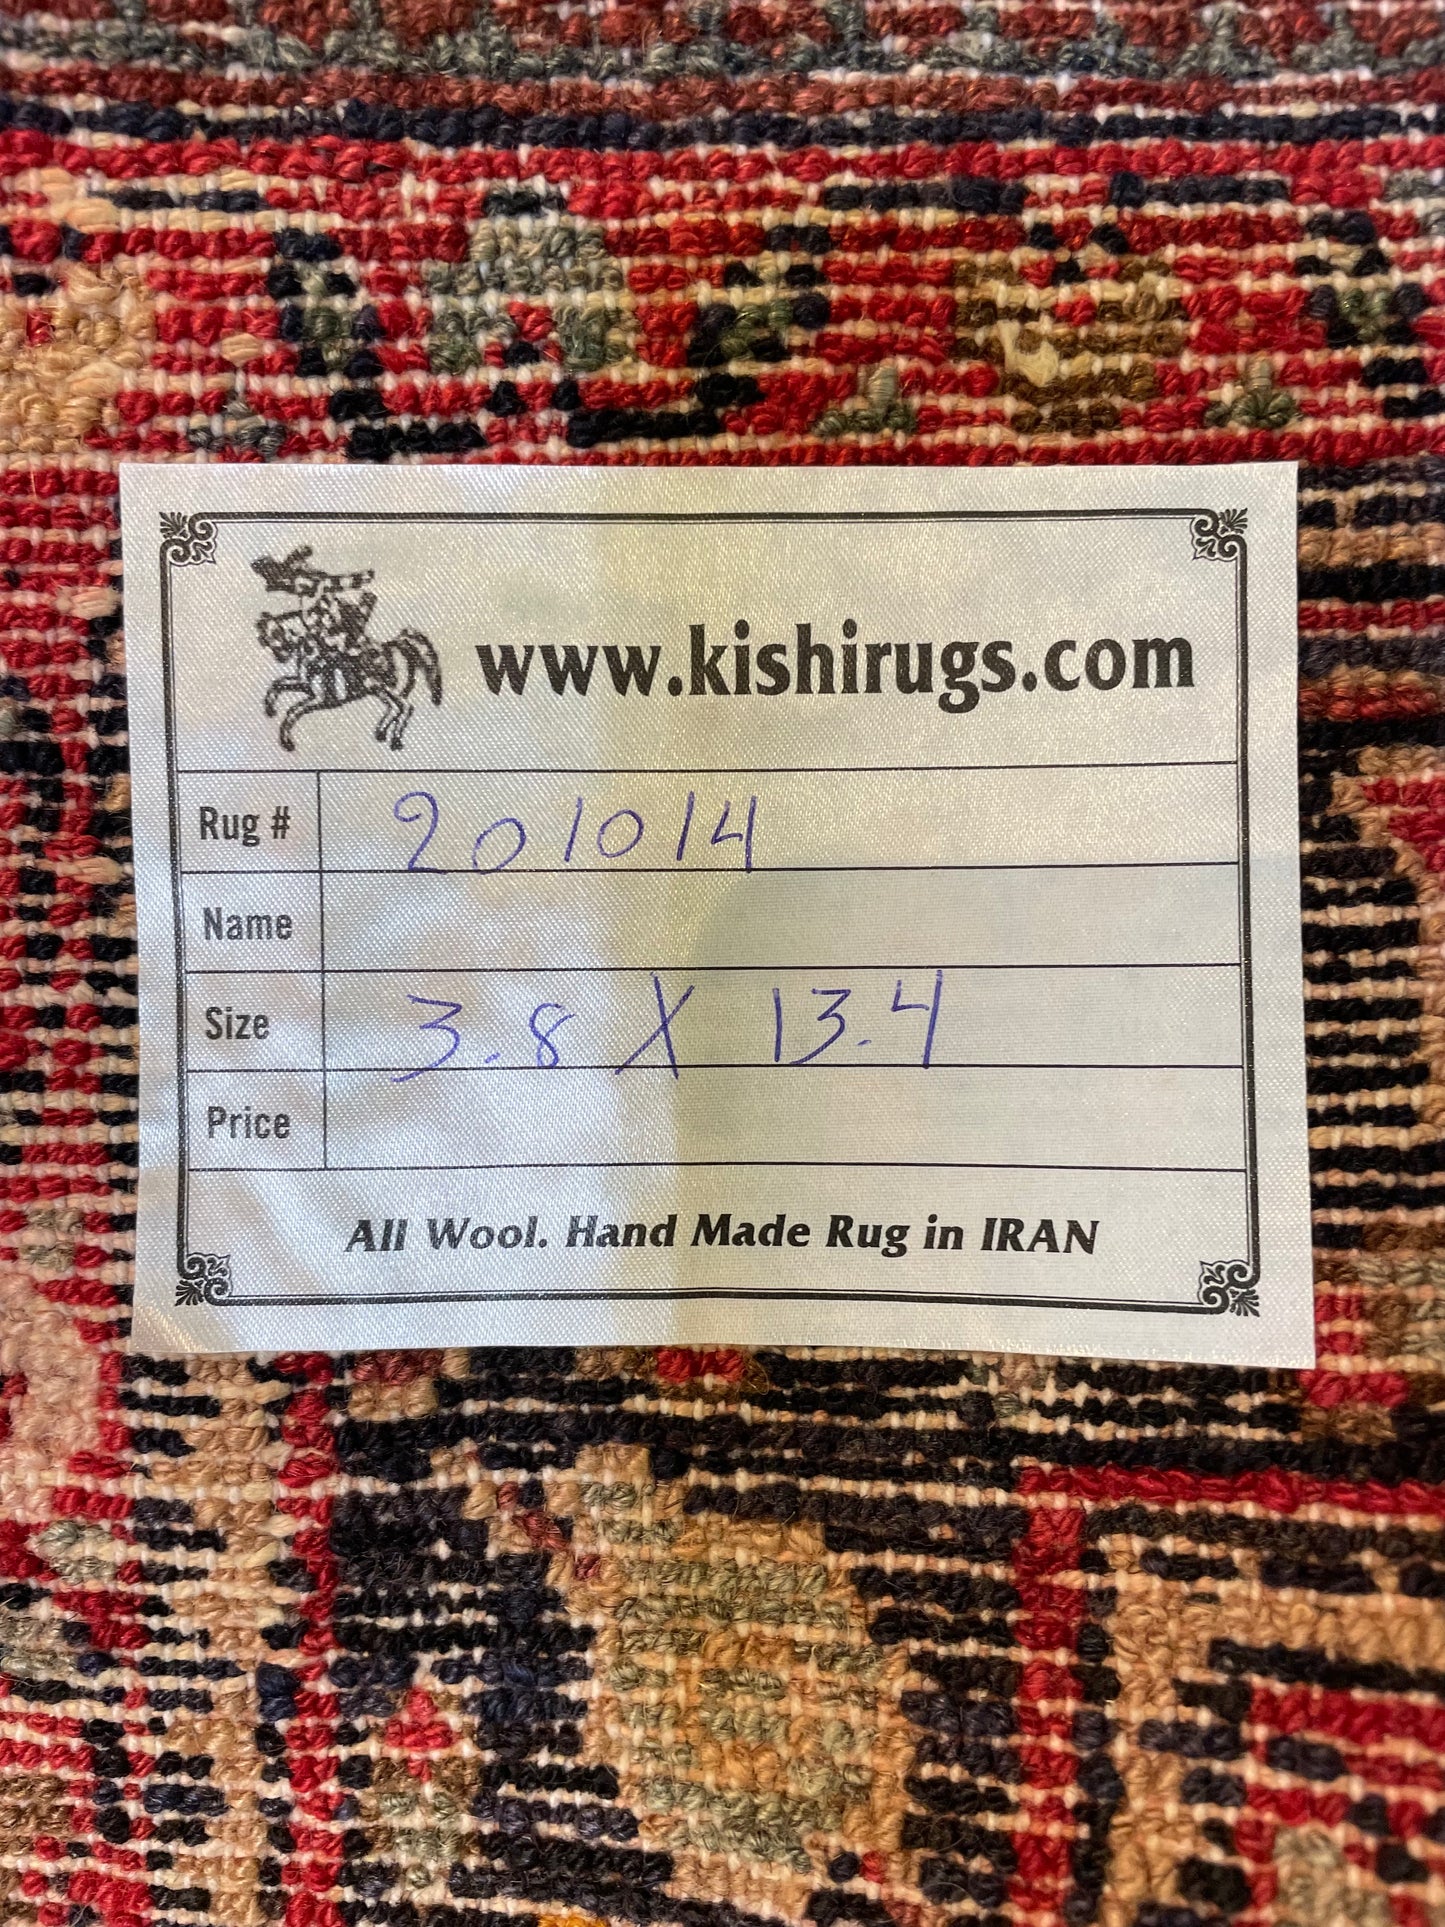 www.kishirugs.com
Rug # 201014
Name
Size 3.8 X 13.4
Price
All Wool. Hand Made Rug in IRAN